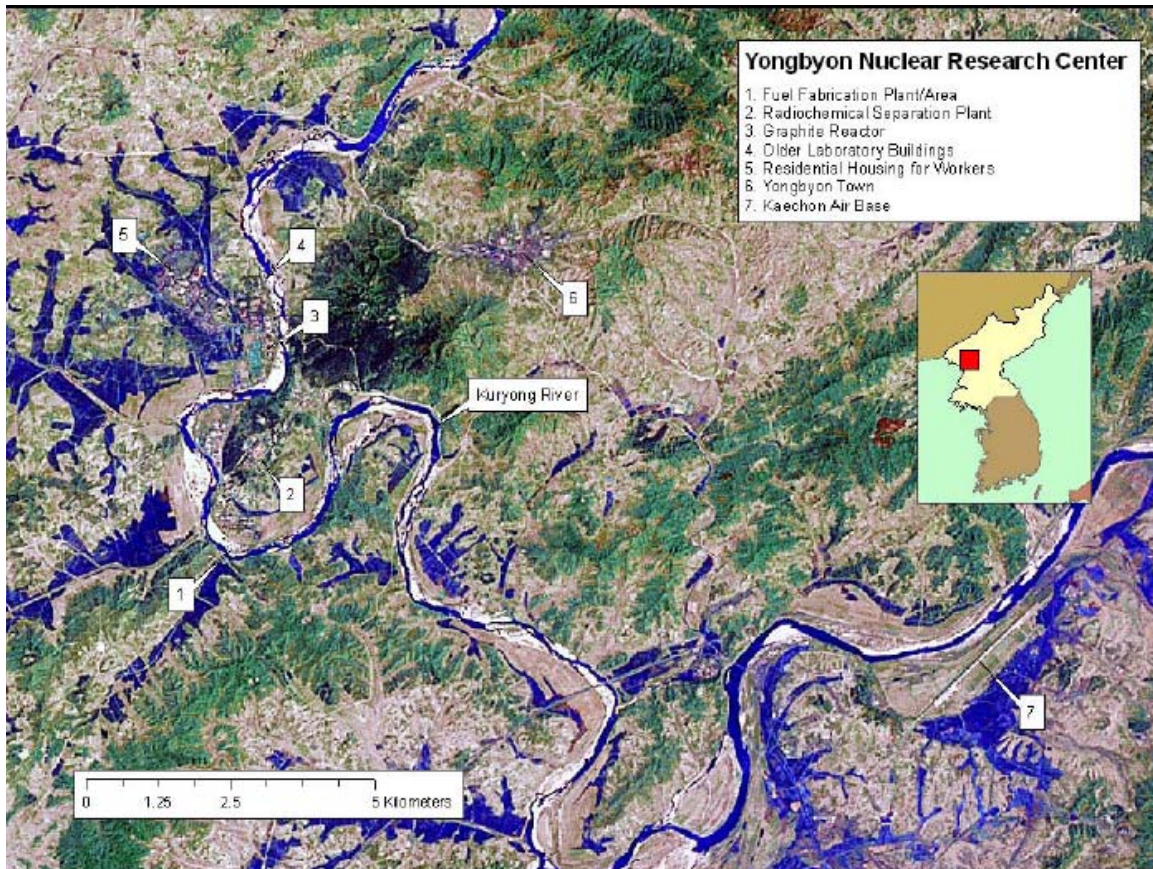 Yongbyon Nuclear Research Center
1. Fuel Fabrication Plant/Area
2. Radiochemical Separation Plant
3. Graphite Reactor
4. Older Laboratory Buildings
5. Residential Housing for Workers
6. Yongbyon Town
7. Kaechon Air Base
5
4
6
3
Kuryong River
2
1
7
0 1.25 2.5 5 Kilometers